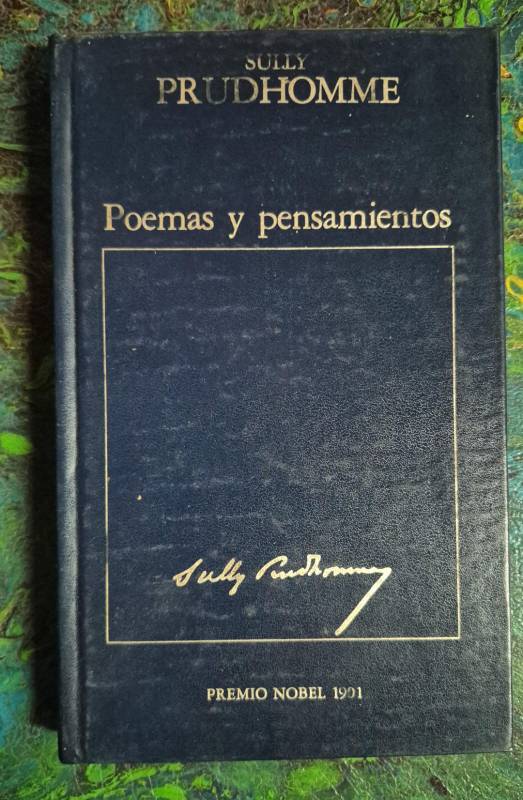 SULLY
PRUDHOMME
Poemas y pensamientos
Sully Prudhomme
PREMIO NOBEL 1901